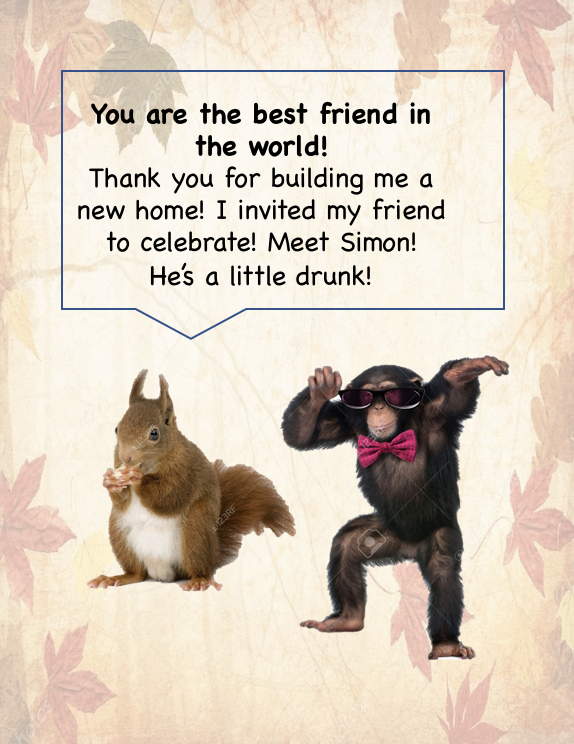 You are the best friend in
the world!
Thank you for building me a
new home! I invited my friend
to celebrate! Meet Simon!
He's a little drunk!
123RF